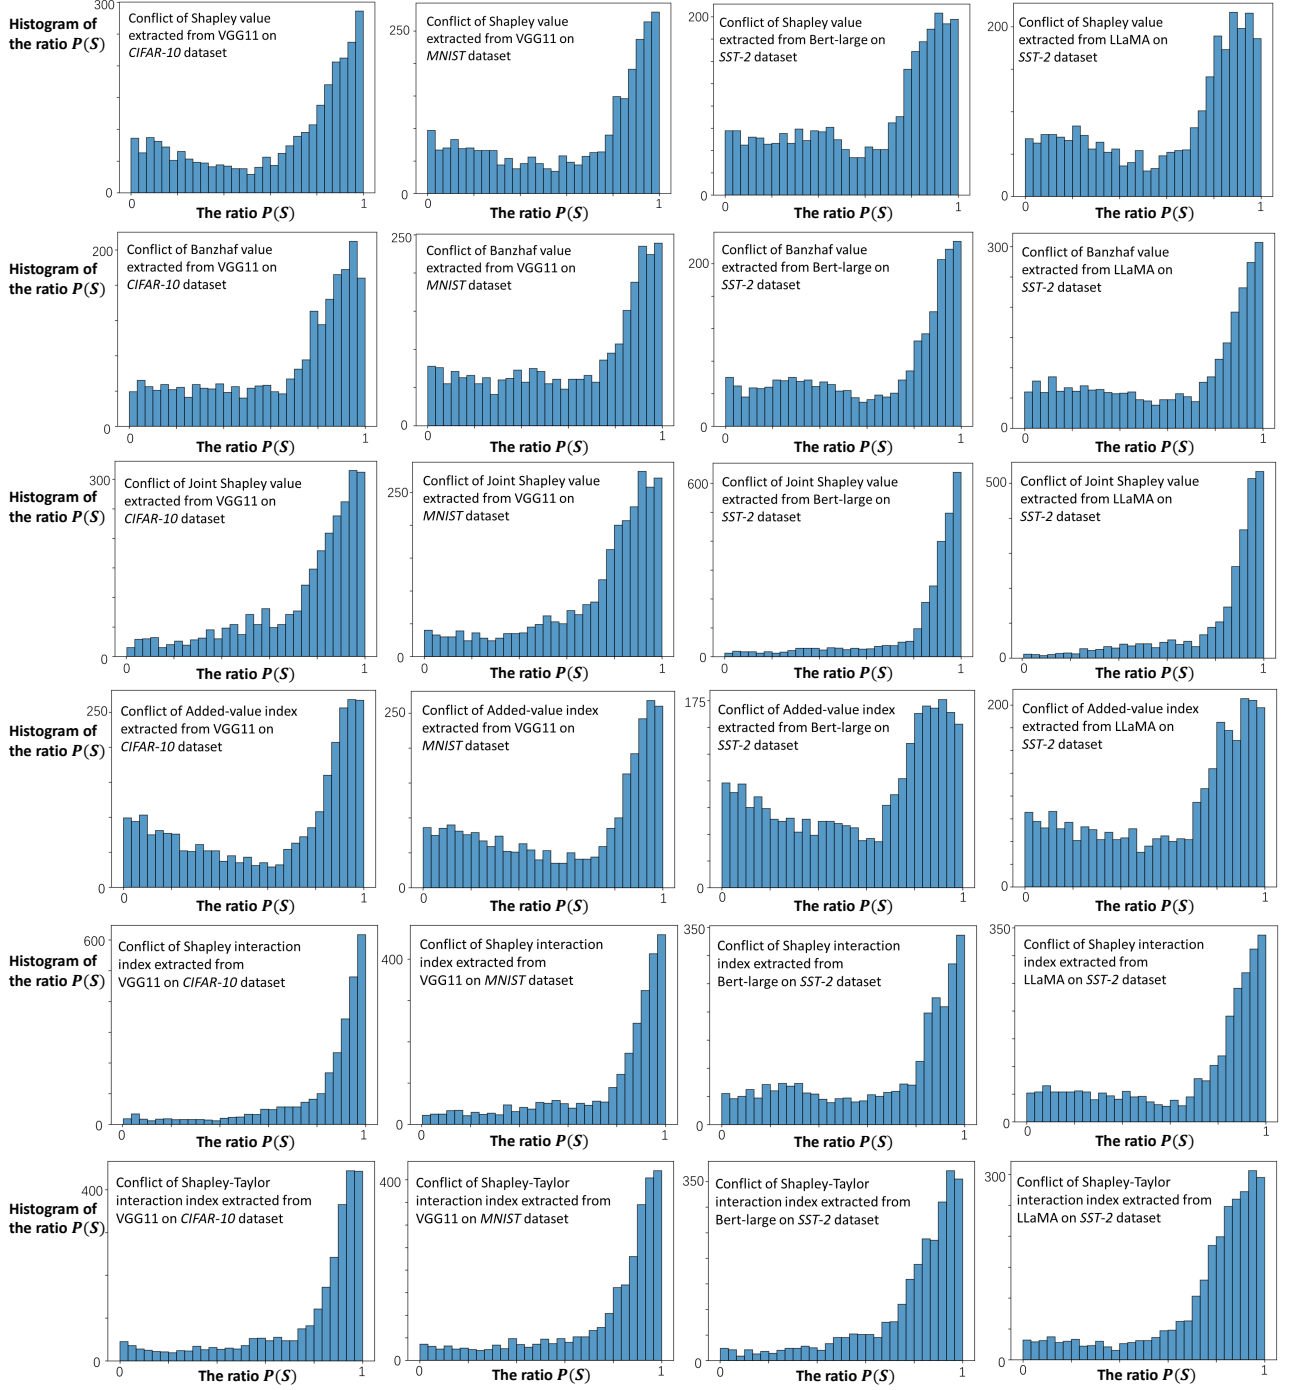 Histogram of
the ratio P(S)
300
0
Conflict of Shapley value
extracted from VGG11 on
CIFAR-10 dataset
0 1
The ratio P(S)
250
0
Conflict of Shapley value
extracted from VGG11 on
MNIST dataset
0 1
The ratio P(S)
200
0
Conflict of Shapley value
extracted from Bert-large on
SST-2 dataset
0 1
The ratio P(S)
200
0
Conflict of Shapley value
extracted from LLaMA on
SST-2 dataset
0 1
The ratio P(S)
Histogram of
the ratio P(S)
200
0
Conflict of Banzhaf value
extracted from VGG11 on
CIFAR-10 dataset
0 1
The ratio P(S)
250
0
Conflict of Banzhaf value
extracted from VGG11 on
MNIST dataset
0 1
The ratio P(S)
200
0
Conflict of Banzhaf value
extracted from Bert-large on
SST-2 dataset
0 1
The ratio P(S)
300
0
Conflict of Banzhaf value
extracted from LLaMA on
SST-2 dataset
0 1
The ratio P(S)
Histogram of
the ratio P(S)
300
0
Conflict of Joint Shapley value
extracted from VGG11 on
CIFAR-10 dataset
0 1
The ratio P(S)
250
0
Conflict of Joint Shapley value
extracted from VGG11 on
MNIST dataset
0 1
The ratio P(S)
600
0
Conflict of Joint Shapley value
extracted from Bert-large on
SST-2 dataset
0 1
The ratio P(S)
500
0
Conflict of Joint Shapley value
extracted from LLaMA on
SST-2 dataset
0 1
The ratio P(S)
Histogram of
the ratio P(S)
250
0
Conflict of Added-value index
extracted from VGG11 on
CIFAR-10 dataset
0 1
The ratio P(S)
250
0
Conflict of Added-value index
extracted from VGG11 on
MNIST dataset
0 1
The ratio P(S)
175
0
Conflict of Added-value index
extracted from Bert-large on
SST-2 dataset
0 1
The ratio P(S)
200
0
Conflict of Added-value index
extracted from LLaMA on
SST-2 dataset
0 1
The ratio P(S)
Histogram of
the ratio P(S)
600
0
Conflict of Shapley interaction
index extracted from
VGG11 on CIFAR-10 dataset
0 1
The ratio P(S)
400
0
Conflict of Shapley interaction
index extracted from
VGG11 on MNIST dataset
0 1
The ratio P(S)
350
0
Conflict of Shapley interaction
index extracted from
Bert-large on SST-2 dataset
0 1
The ratio P(S)
350
0
Conflict of Shapley interaction
index extracted from
LLaMA on SST-2 dataset
0 1
The ratio P(S)
Histogram of
the ratio P(S)
400
0
Conflict of Shapley-Taylor
interaction index extracted from
VGG11 on CIFAR-10 dataset
0 1
The ratio P(S)
400
0
Conflict of Shapley-Taylor
interaction index extracted from
VGG11 on MNIST dataset
0 1
The ratio P(S)
350
0
Conflict of Shapley-Taylor
interaction index extracted from
Bert-large on SST-2 dataset
0 1
The ratio P(S)
300
0
Conflict of Shapley-Taylor
interaction index extracted from
LLaMA on SST-2 dataset
0 1
The ratio P(S)